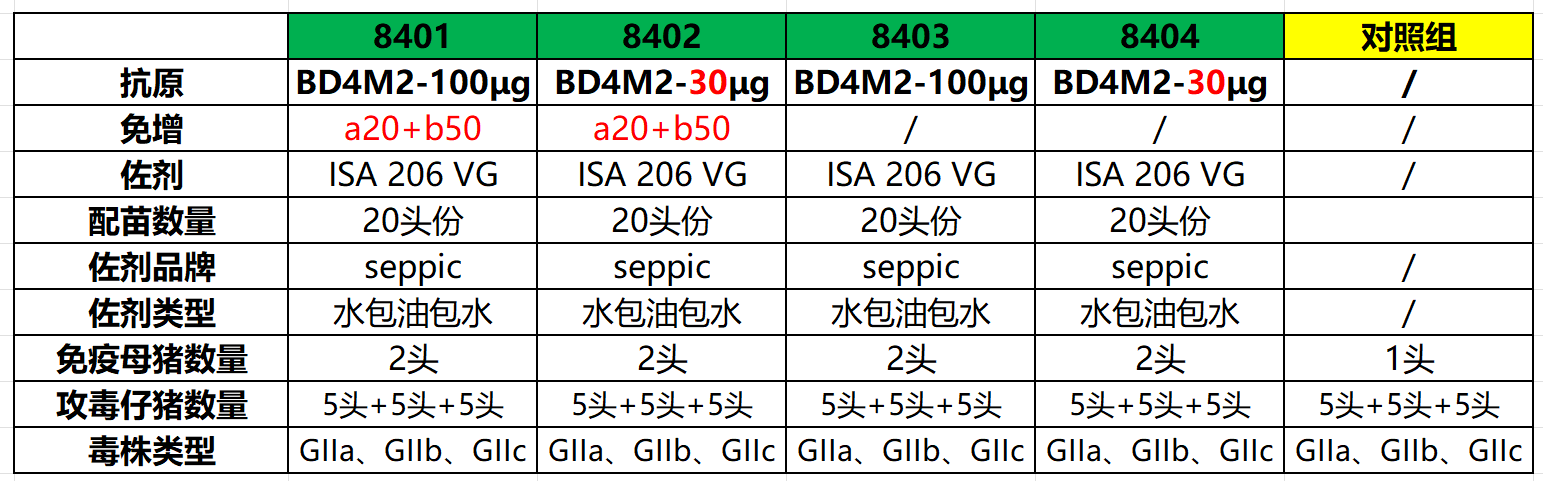 8401 8402 8403 8404 对照组
抗原 BD4M2-100μg BD4M2-30μg BD4M2-100μg BD4M2-30μg /
免增 a20+b50 a20+b50 / / /
佐剂 ISA 206 VG ISA 206 VG ISA 206 VG ISA 206 VG /
配苗数量 20头份 20头份 20头份 20头份
佐剂品牌 seppic seppic seppic seppic /
佐剂类型 水包油包水 水包油包水 水包油包水 水包油包水 /
免疫母猪数量 2头 2头 2头 2头 1头
攻毒仔猪数量 5头+5头+5头 5头+5头+5头 5头+5头+5头 5头+5头+5头 5头+5头+5头
毒株类型 GIIa、GIIb、GIIc GIIa、GIIb、GIIc GIIa、GIIb、GIIc GIIa、GIIb、GIIc GIIa、GIIb、GIIc